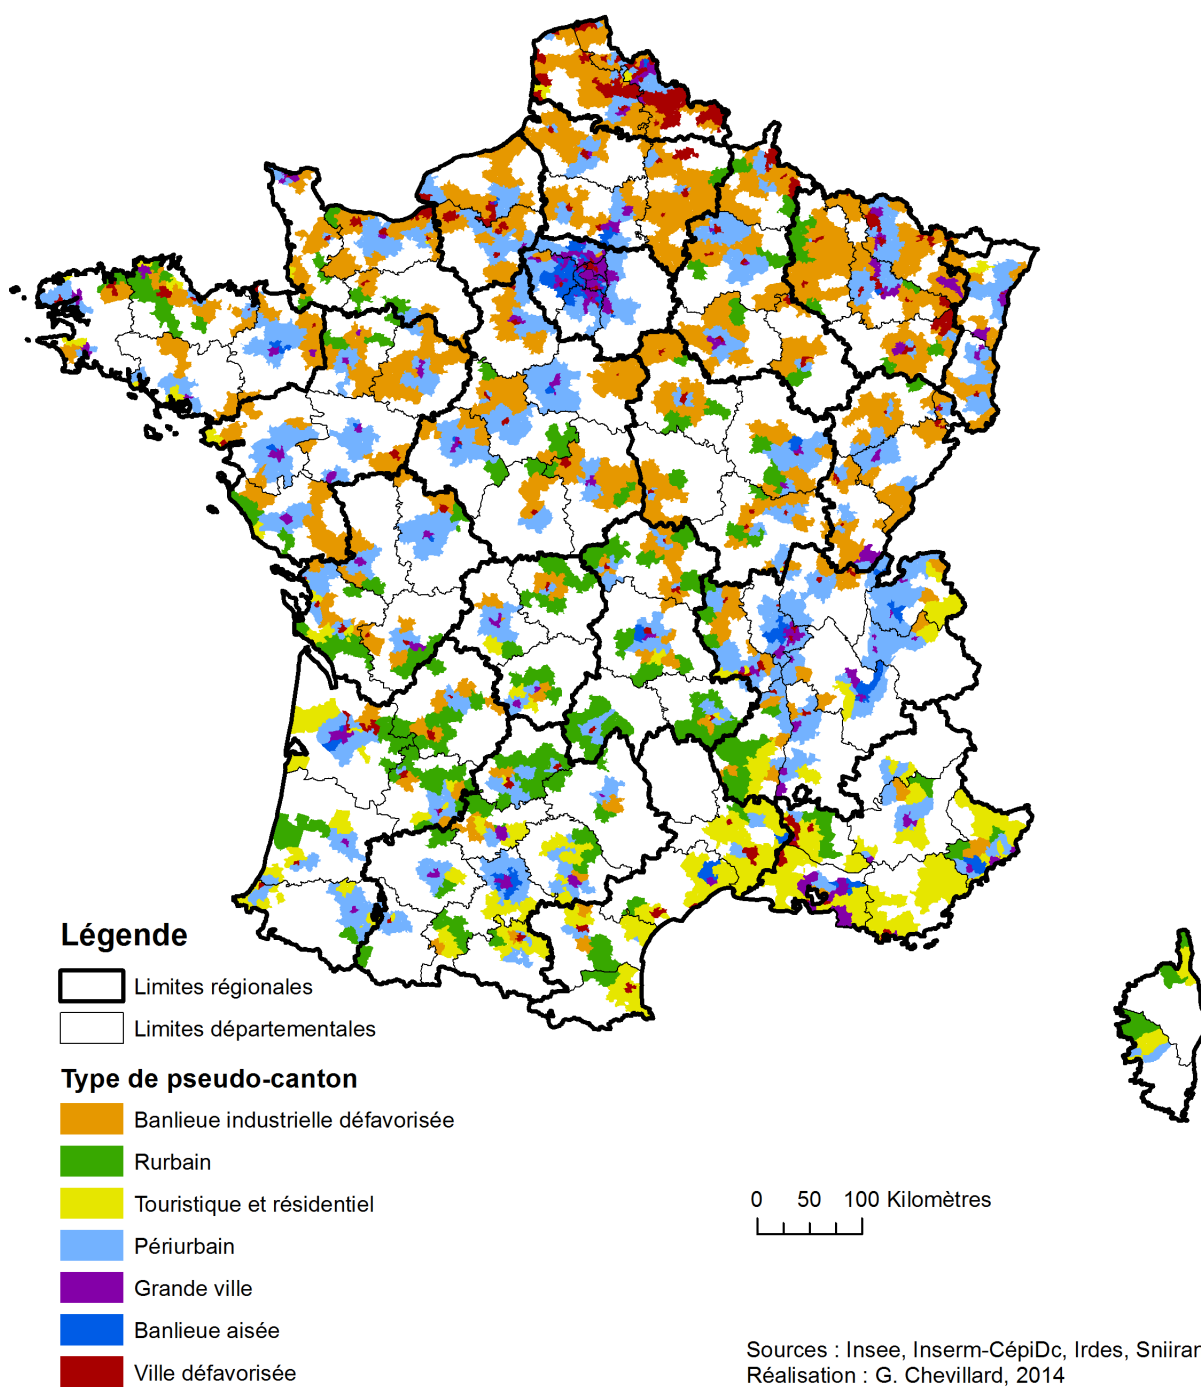 Légende
Limites régionales
Limites départementales
Type de pseudo-canton
Banlieue industrielle défavorisée
Rurbain
Touristique et résidentiel
Périurbain
Grande ville
Banlieue aisée
Ville défavorisée
0 50 100 Kilomètres
Sources : Insee, Inserm-CépiDc, Irdes, Sniiran
Réalisation : G. Chevillard, 2014